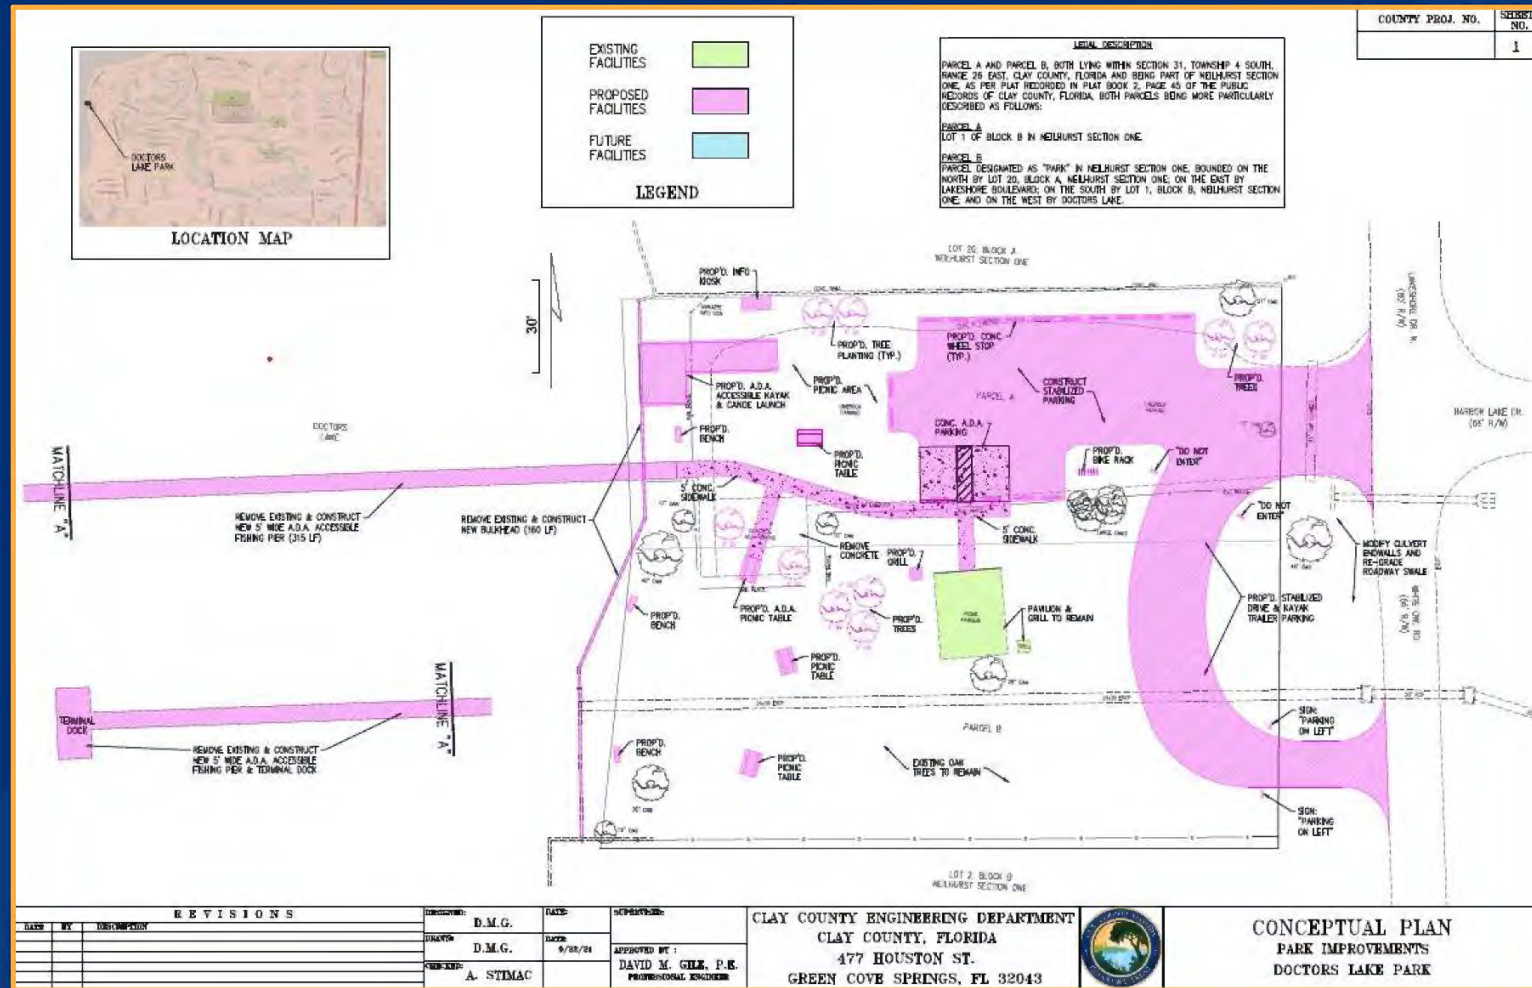 COUNTY PROJ. NO.
SHEET
NO.
1
DOCTORS
LAKE PARK
LOCATION MAP
EXISTING
FACILITIES
PROPOSED
FACILITIES
FUTURE
FACILITIES
LEGEND
LEGAL DESCRIPTION
PARCEL A AND PARCEL B, BOTH LYING WITHIN SECTION 31, TOWNSHIP 4 SOUTH,
RANGE 26 EAST, CLAY COUNTY, FLORIDA AND BEING PART OF NEILHURST SECTION
ONE, AS PER PLAT RECORDED IN PLAT BOOK 2, PAGE 45 OF THE PUBLIC
RECORDS OF CLAY COUNTY, FLORIDA, BOTH PARCELS BEING MORE PARTICULARLY
DESCRIBED AS FOLLOWS:
PARCEL A
LOT 1 OF BLOCK B IN NEILHURST SECTION ONE.
PARCEL B
PARCEL DESIGNATED AS "PARK" IN NEILHURST SECTION ONE, BOUNDED ON THE
NORTH BY LOT 20, BLOCK A, NEILHURST SECTION ONE; ON THE EAST BY
LAKESHORE BOULEVARD; ON THE SOUTH BY LOT 1, BLOCK B, NEILHURST SECTION
ONE; AND ON THE WEST BY DOCTORS LAKE.
30'
LOT 20, BLOCK A
NEILHURST SECTION ONE
PROP'D. INFO
KIOSK
PROP'D. TREE
PLANTING (TYP.)
PROP'D. CONC.
WHEEL STOP
(TYP.)
PROP'D.
TREES
LAKESHORE DR N.
PROP'D. A.D.A.
ACCESSIBLE KAYAK
& CANOE LAUNCH
PROP'D.
PICNIC AREA
PARCEL A
CONSTRUCT
STABILIZED
PARKING
HARBOR LAKE DR.
(66' R/W)
DOCTORS
LAKE
PROP'D.
BENCH
PROP'D.
PICNIC
TABLE
CONC. A.D.A.
PARKING
PROP'D.
BIKE RACK
"DO NOT
ENTER"
MATCHLINE "A"
REMOVE EXISTING & CONSTRUCT
NEW 5' WIDE A.D.A. ACCESSIBLE
FISHING PIER (315 LF)
REMOVE EXISTING & CONSTRUCT
NEW BULKHEAD (160 LF)
5' CONC.
SIDEWALK
REMOVE
CONCRETE
5' CONC.
SIDEWALK
"DO NOT
ENTER"
MODIFY CULVERT
ENDWALLS AND
RE-GRADE
ROADWAY SWALE
PROP'D.
GRILL
PROP'D.
BENCH
PROP'D. A.D.A.
PICNIC TABLE
PROP'D.
TREES
PAVILION &
GRILL TO REMAIN
PROP'D. STABILIZED
DRIVE & KAYAK
TRAILER PARKING
PROP'D.
PICNIC
TABLE
MATCHLINE "A"
TERMINAL
DOCK
REMOVE EXISTING & CONSTRUCT
NEW 5' WIDE A.D.A. ACCESSIBLE
FISHING PIER & TERMINAL DOCK
PARCEL B
SIGN:
"PARKING
ON LEFT"
PROP'D.
BENCH
PROP'D.
PICNIC
TABLE
EXISTING OAK
TREES TO REMAIN
SIGN:
"PARKING
ON LEFT"
LOT 2, BLOCK B
NEILHURST SECTION ONE
REVISIONS
DATE BY DESCRIPTION
DESIGNED:
D.M.G.
DATE:
DRAWN:
D.M.G.
DATE:
CHECKED:
A. STIMAC
SUPERVISED:
APPROVED BY :
DAVID M. GILE, P.E.
PROFESSIONAL ENGINEER
CLAY COUNTY ENGINEERING DEPARTMENT
CLAY COUNTY, FLORIDA
477 HOUSTON ST.
GREEN COVE SPRINGS, FL 32043
CONCEPTUAL PLAN
PARK IMPROVEMENTS
DOCTORS LAKE PARK